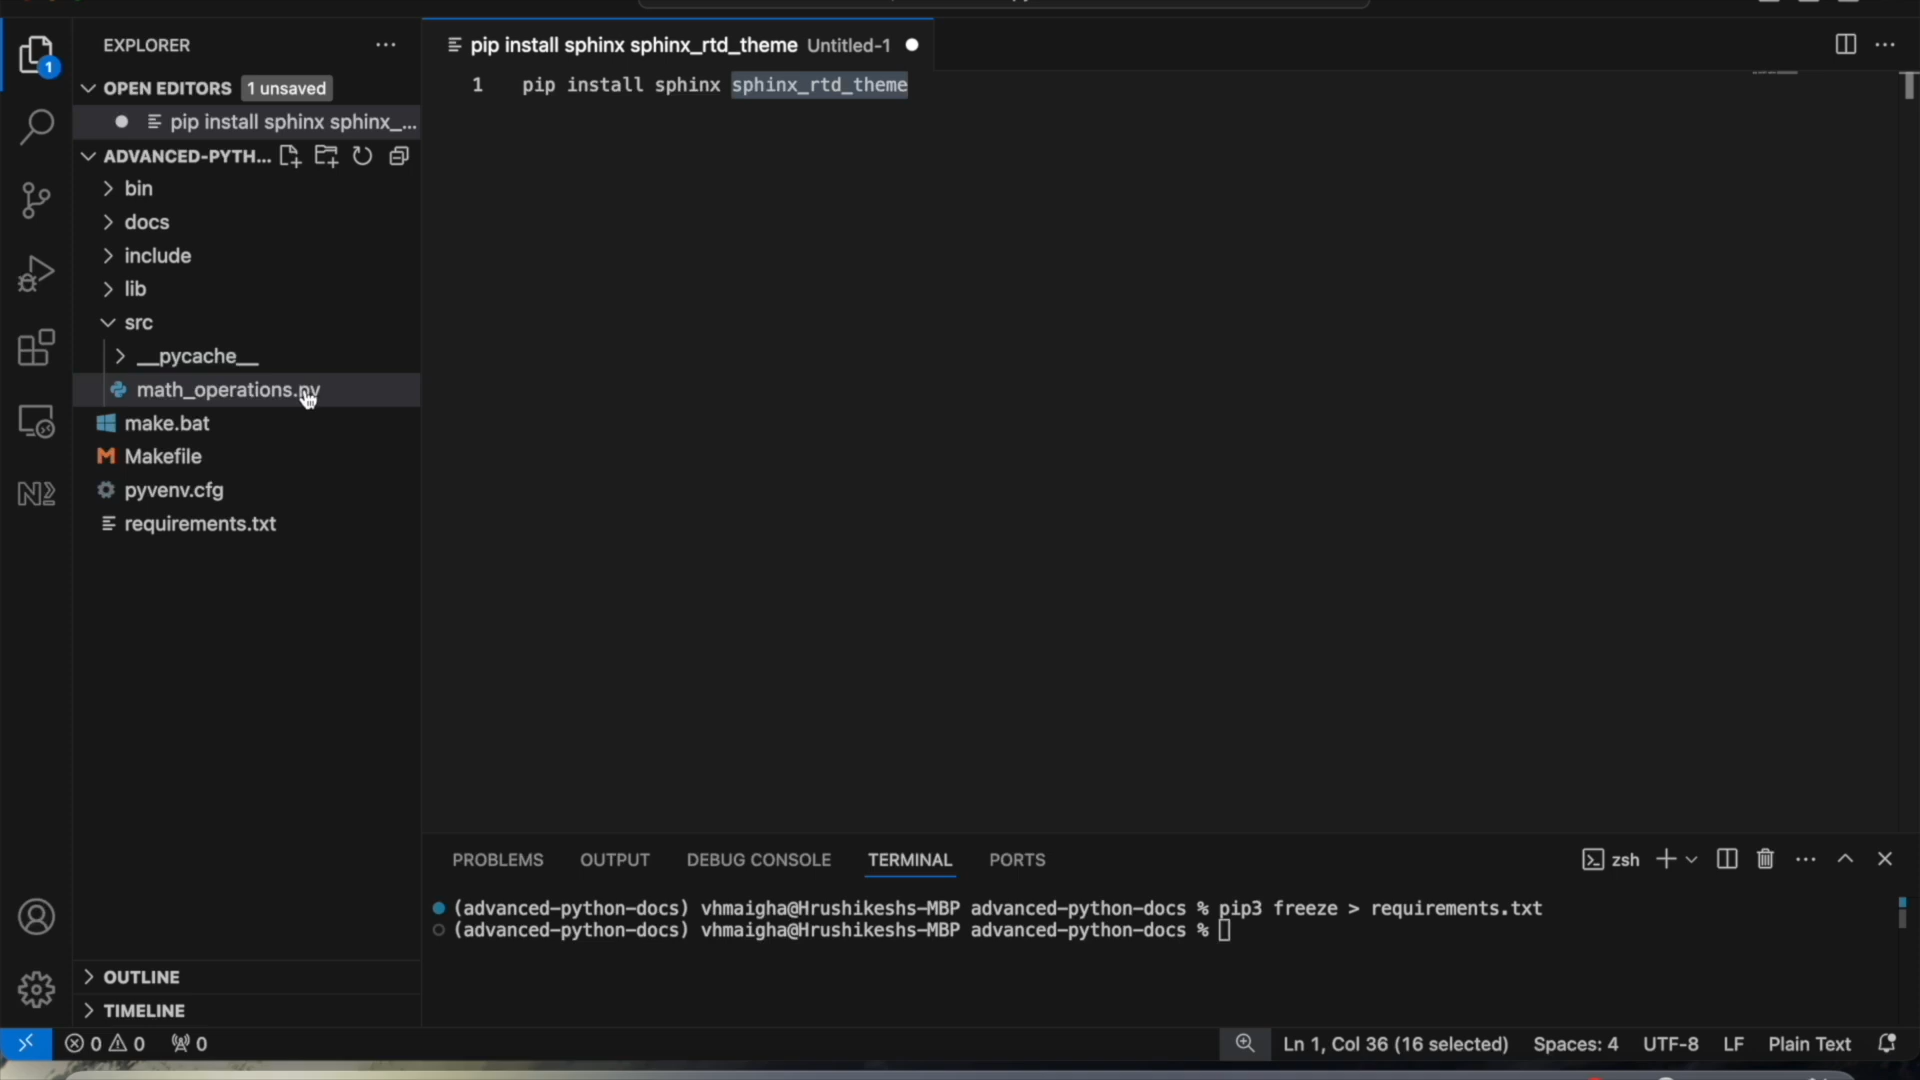 EXPLORER
OPEN EDITORS 1 unsaved
pip install sphinx sphinx_...
ADVANCED-PYTH...
bin
docs
include
lib
src
__pycache__
math_operations.py
make.bat
Makefile
pyvenv.cfg
requirements.txt
OUTLINE
TIMELINE
1
pip install sphinx sphinx_rtd_theme Untitled-1
1 pip install sphinx sphinx_rtd_theme
PROBLEMS OUTPUT DEBUG CONSOLE TERMINAL PORTS
zsh
(advanced-python-docs) vhmaigha@Hrushikeshs-MBP advanced-python-docs % pip3 freeze > requirements.txt
(advanced-python-docs) vhmaigha@Hrushikeshs-MBP advanced-python-docs %
0 0 0
Ln 1, Col 36 (16 selected) Spaces: 4 UTF-8 LF Plain Text